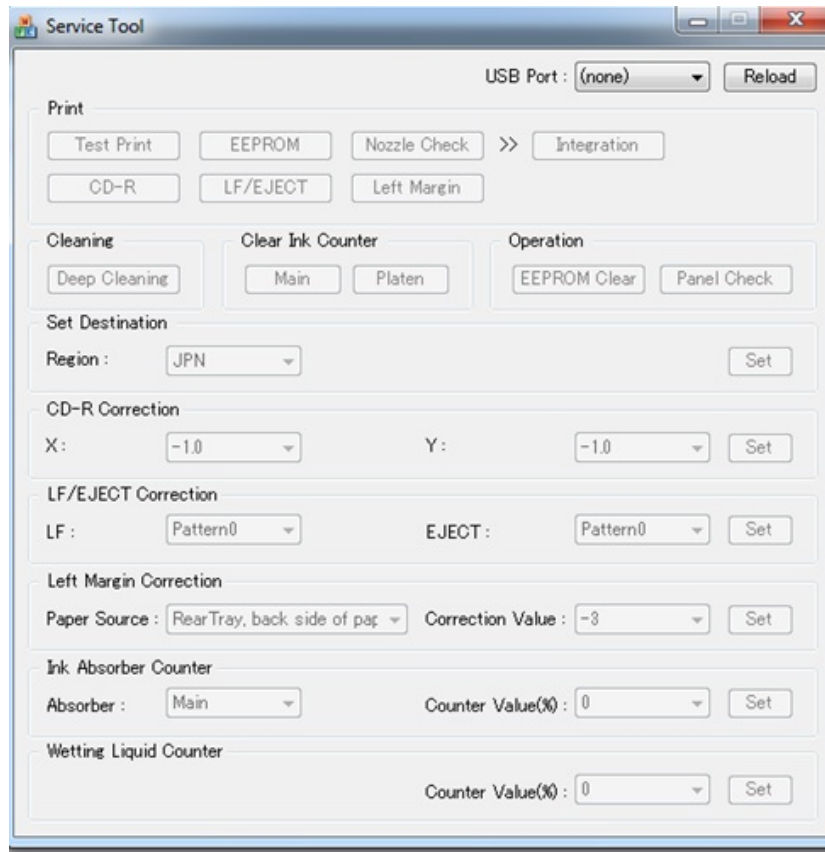 Service Tool
USB Port : (none) Reload
Print
Test Print EEPROM Nozzle Check >> Integration
CD-R LF/EJECT Left Margin
Cleaning Clear Ink Counter Operation
Deep Cleaning Main Platen EEPROM Clear Panel Check
Set Destination
Region : JPN Set
CD-R Correction
X : -1.0 Y : -1.0 Set
LF/EJECT Correction
LF : Pattern0 EJECT : Pattern0 Set
Left Margin Correction
Paper Source : RearTray, back side of pap Correction Value : -3 Set
Ink Absorber Counter
Absorber : Main Counter Value(%) : 0 Set
Wetting Liquid Counter
Counter Value(%) : 0 Set